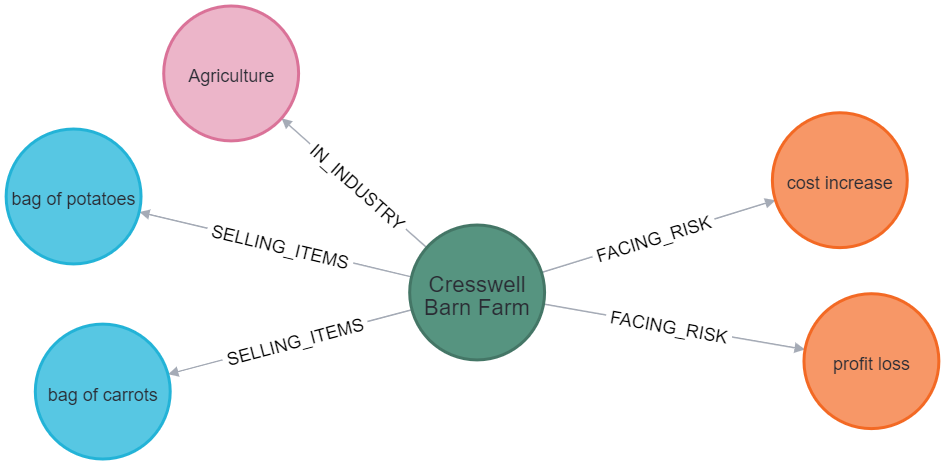 Agriculture
IN_INDUSTRY
bag of potatoes
SELLING_ITEMS
bag of carrots
SELLING_ITEMS
Cresswell
Barn Farm
FACING_RISK
cost increase
FACING_RISK
profit loss